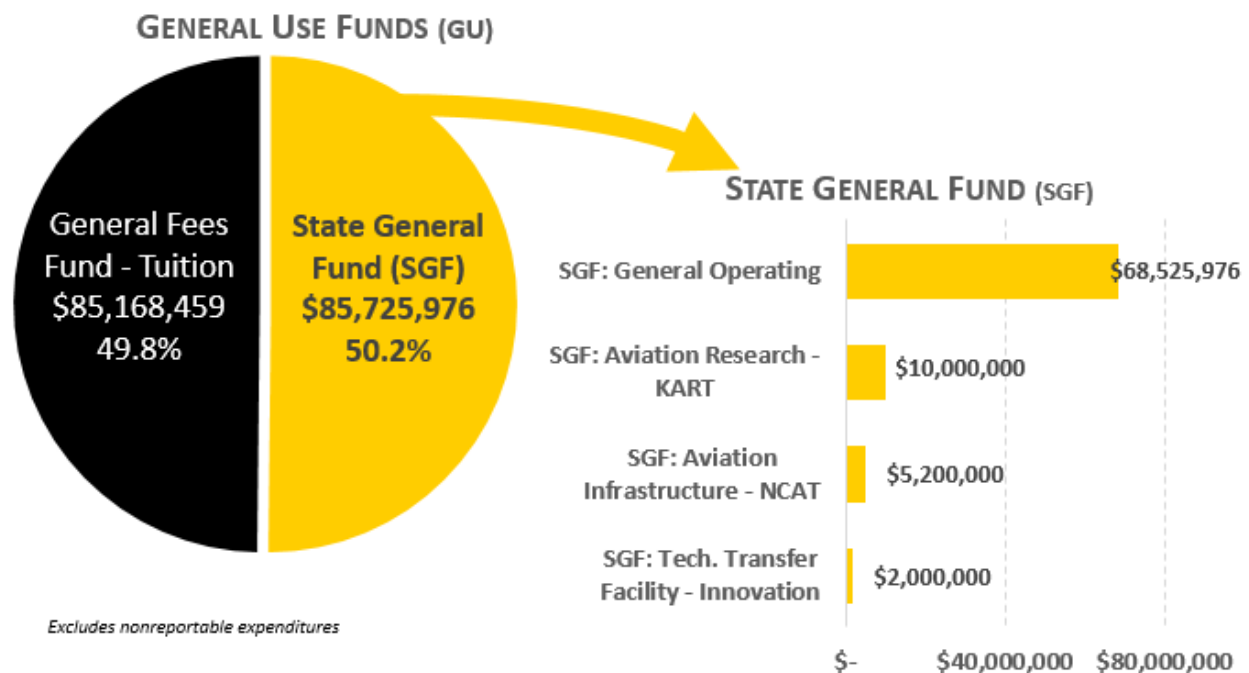 GENERAL USE FUNDS (GU)
General Fees
Fund - Tuition
$85,168,459
49.8%
State General
Fund (SGF)
$85,725,976
50.2%
STATE GENERAL FUND (SGF)
SGF: General Operating
$68,525,976
SGF: Aviation Research -
KART
$10,000,000
SGF: Aviation
Infrastructure - NCAT
$5,200,000
SGF: Tech. Transfer
Facility - Innovation
$2,000,000
$-
$40,000,000
$80,000,000
Excludes nonreportable expenditures